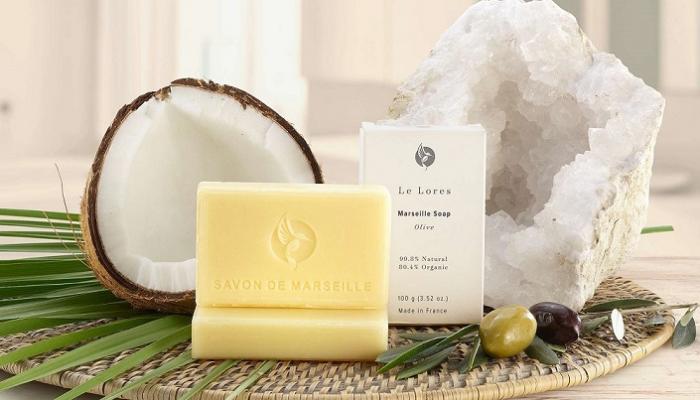 SAVON DE MARSEILLE
Le Lores
Marseille Soap
Olive
99.8% Natural
80.4% Organic
100 g (3.52 oz.)
Made in France